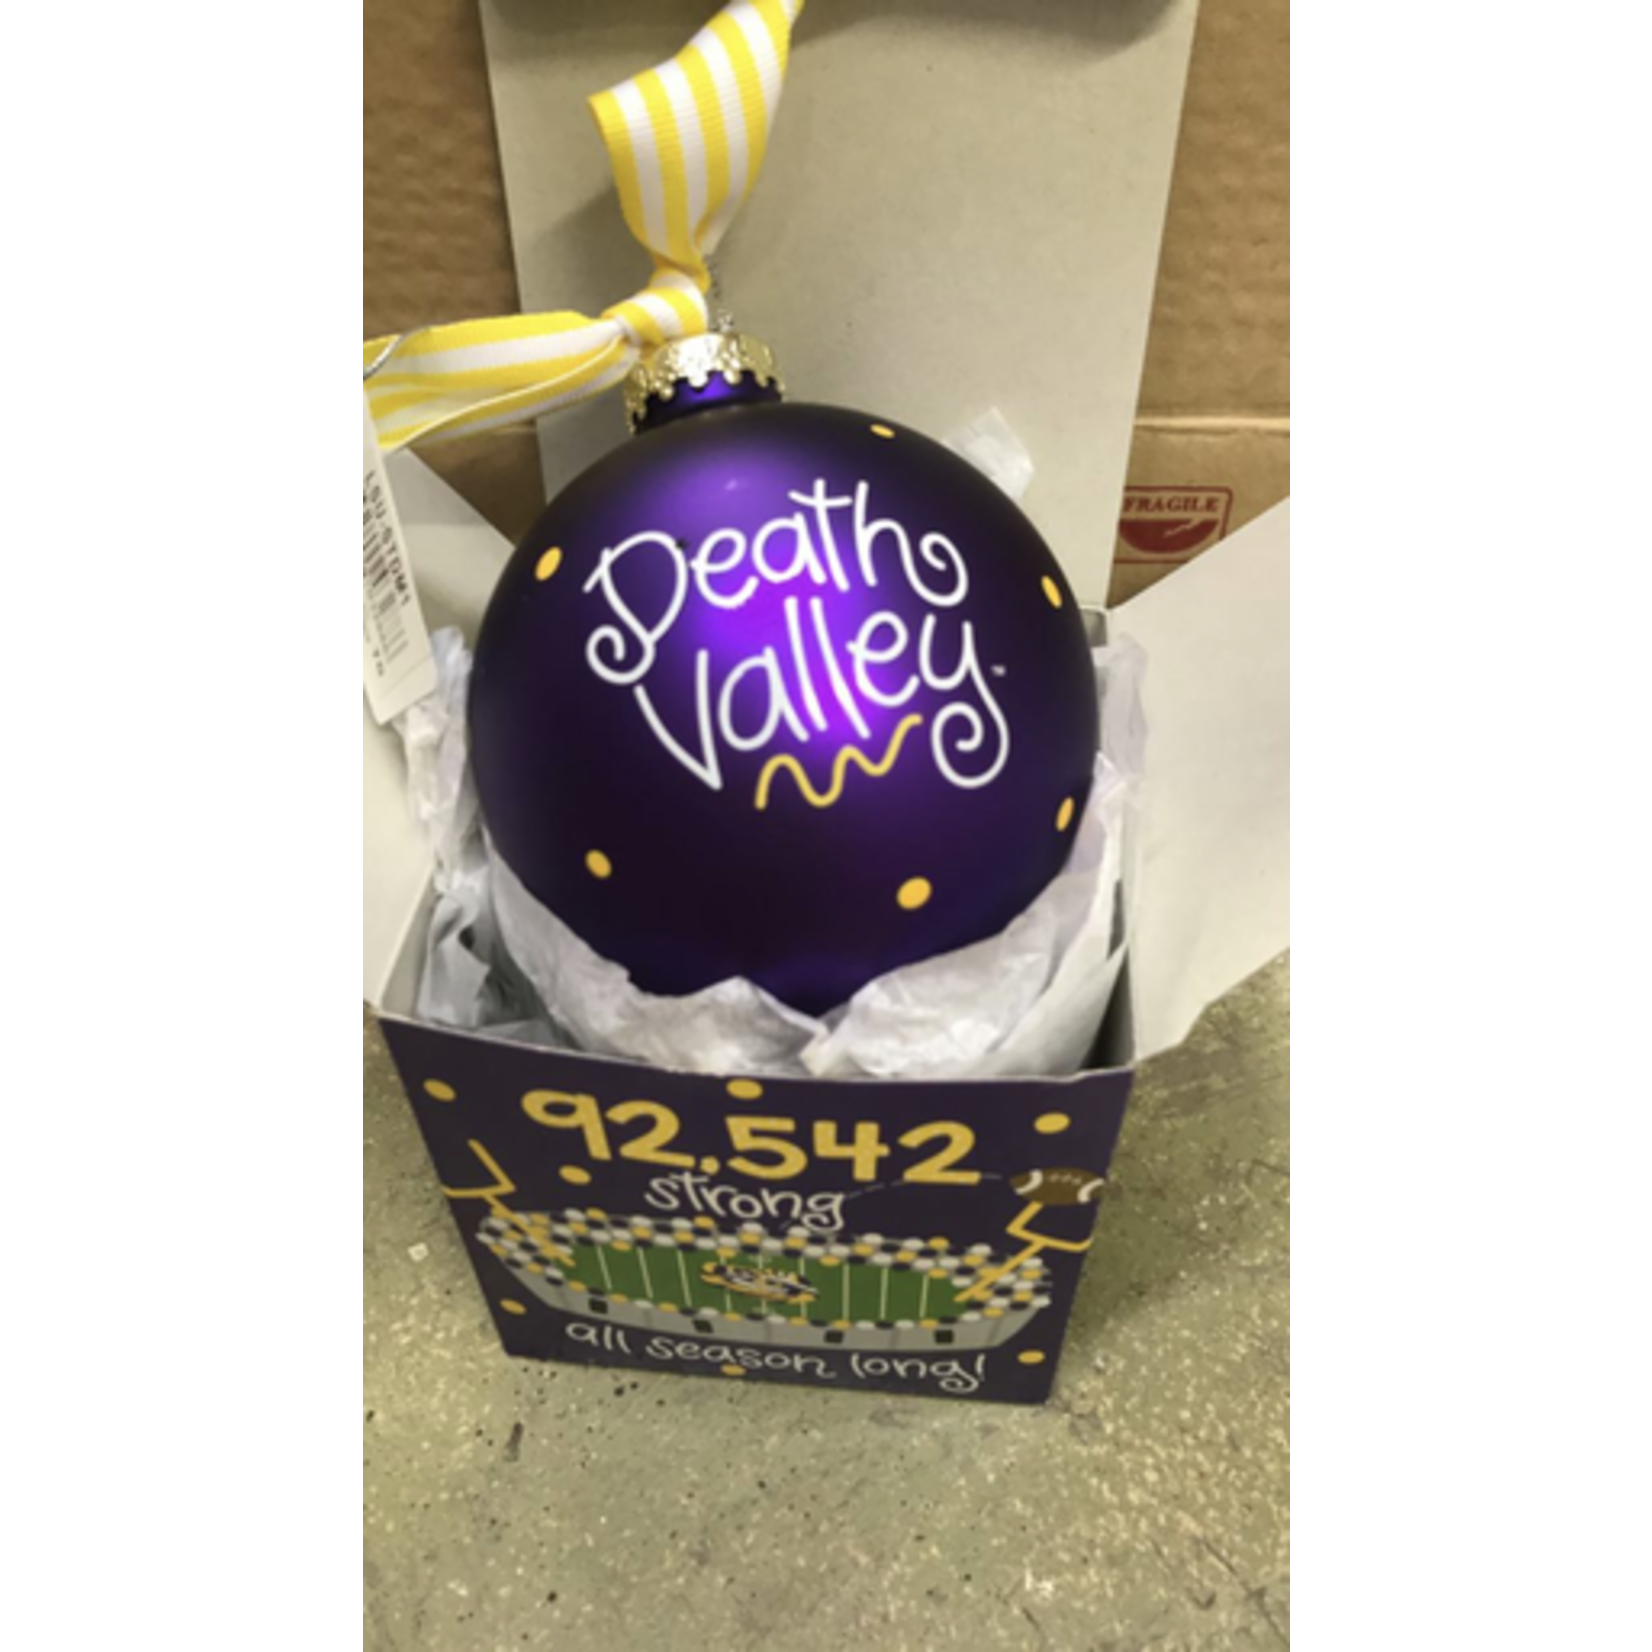 Death
Valley
FRAGILE
92,542
strong
all season long!